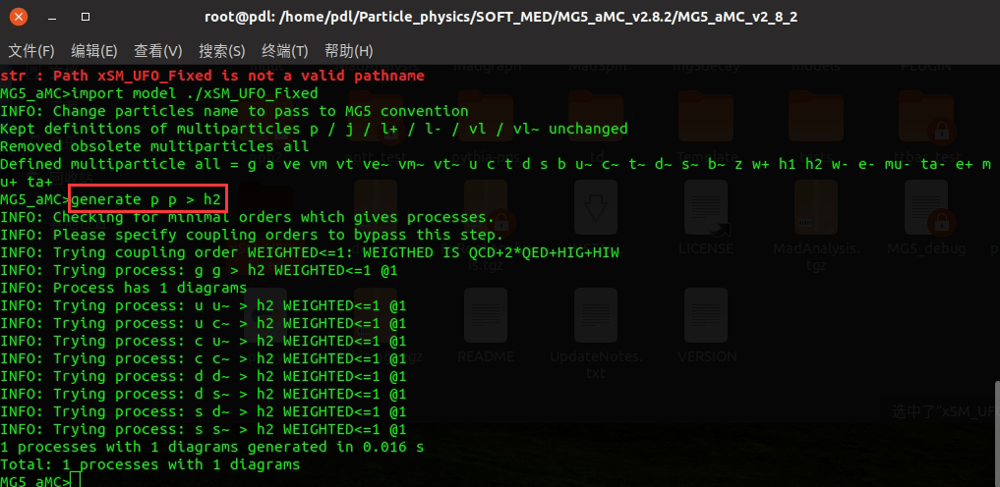 root@pdl: /home/pdl/Particle_physics/SOFT_MED/MG5_aMC_v2.8.2/MG5_aMC_v2_8_2
文件(F) 编辑(E) 查看(V) 搜索(S) 终端(T) 帮助(H)
str : Path xSM_UFO_Fixed is not a valid pathname
MG5_aMC>import model ./xSM_UFO_Fixed
INFO: Change particles name to pass to MG5 convention
Kept definitions of multiparticles p / j / l+ / l- / vl / vl~ unchanged
Removed obsolete multiparticles all
Defined multiparticle all = g a ve vm vt ve~ vm~ vt~ u c t d s b u~ c~ t~ d~ s~ b~ z w+ h1 h2 w- e- mu- ta- e+ m
u+ ta+
MG5_aMC>generate p p > h2
INFO: Checking for minimal orders which gives processes.
INFO: Please specify coupling orders to bypass this step.
INFO: Trying coupling order WEIGHTED<=1: WEIGTHED IS QCD+2*QED+HIG+HIW
INFO: Trying process: g g > h2 WEIGHTED<=1 @1
INFO: Process has 1 diagrams
INFO: Trying process: u u~ > h2 WEIGHTED<=1 @1
INFO: Trying process: u c~ > h2 WEIGHTED<=1 @1
INFO: Trying process: c u~ > h2 WEIGHTED<=1 @1
INFO: Trying process: c c~ > h2 WEIGHTED<=1 @1
INFO: Trying process: d d~ > h2 WEIGHTED<=1 @1
INFO: Trying process: d s~ > h2 WEIGHTED<=1 @1
INFO: Trying process: s d~ > h2 WEIGHTED<=1 @1
INFO: Trying process: s s~ > h2 WEIGHTED<=1 @1
1 processes with 1 diagrams generated in 0.016 s
Total: 1 processes with 1 diagrams
MG5_aMC>
LICENSE
MadAnalysis.
tgz
MG5_debug
README
UpdateNotes.
txt
VERSION